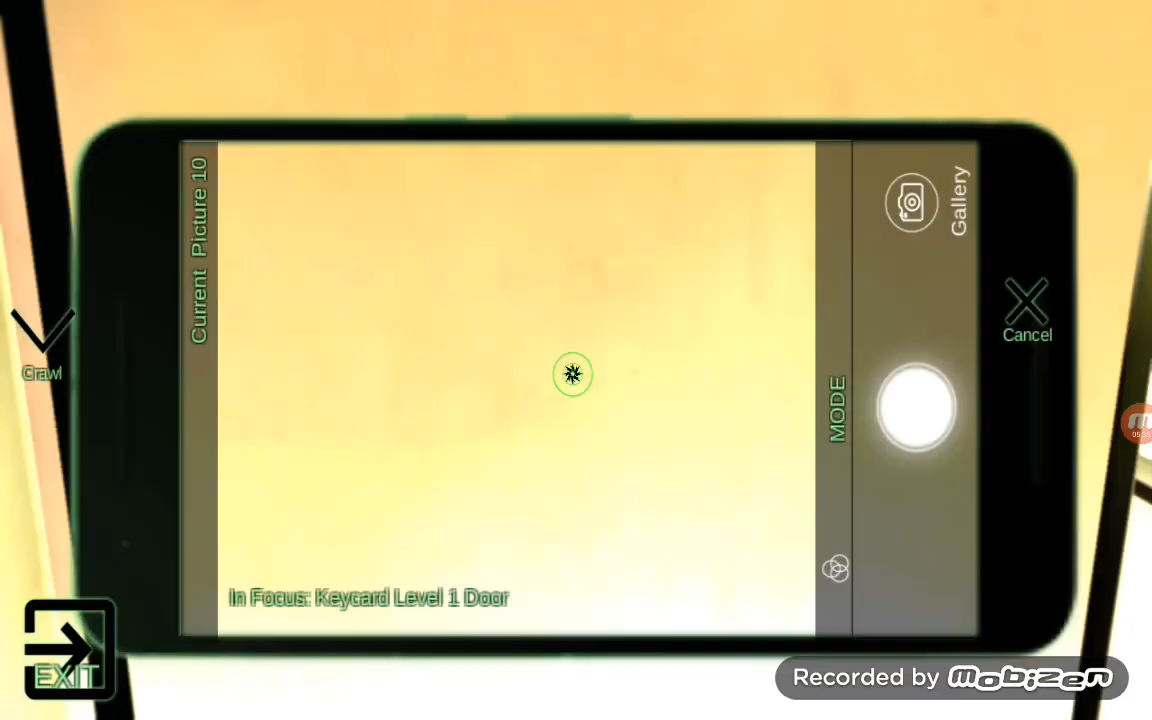 Current Picture 10
Gallery
Crawl
Cancel
MODE
In Focus: Keycard Level 1 Door
EXIT
Recorded by MOBIZEN